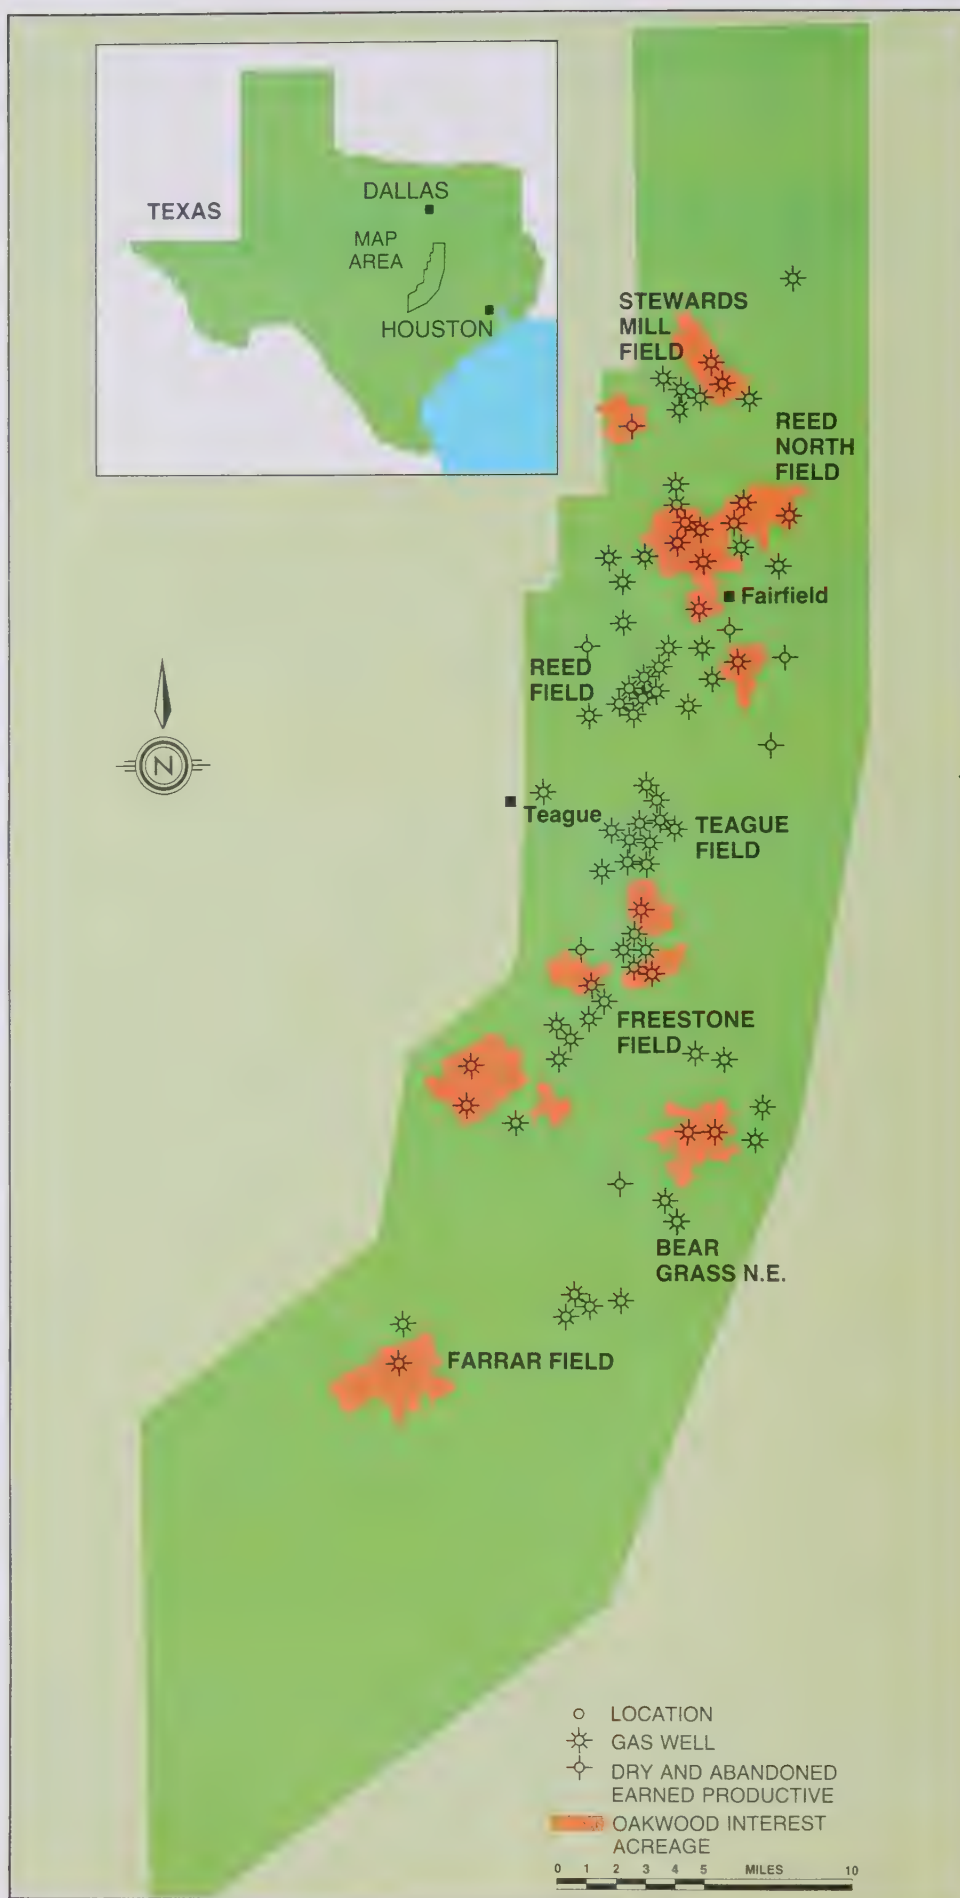 TEXAS
DALLAS
MAP
AREA
HOUSTON
STEWARDS
MILL
FIELD
REED
NORTH
FIELD
Fairfield
REED
FIELD
N
Teague
TEAGUE
FIELD
FREESTONE
FIELD
BEAR
GRASS N.E.
FARRAR FIELD
LOCATION
GAS WELL
DRY AND ABANDONED
EARNED PRODUCTIVE
OAKWOOD INTEREST
ACREAGE
0 1 2 3 4 5 MILES 10